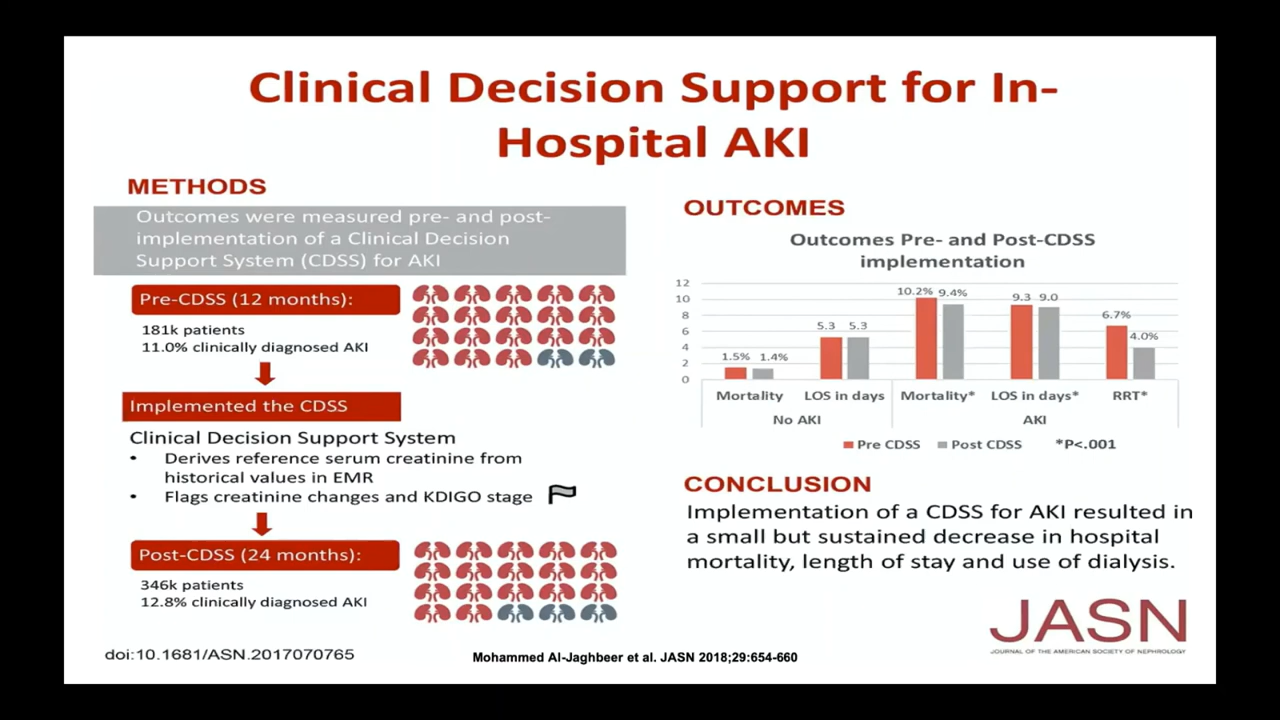 Clinical Decision Support for In-
Hospital AKI
METHODS
Outcomes were measured pre- and post-
implementation of a Clinical Decision
Support System (CDSS) for AKI
Pre-CDSS (12 months):
181k patients
11.0% clinically diagnosed AKI
Implemented the CDSS
Clinical Decision Support System
• Derives reference serum creatinine from
historical values in EMR
• Flags creatinine changes and KDIGO stage
Post-CDSS (24 months):
346k patients
12.8% clinically diagnosed AKI
doi:10.1681/ASN.2017070765
OUTCOMES
Outcomes Pre- and Post-CDSS
implementation
12
10
8
6
4
2
0
1.5% 1.4%
5.3 5.3
10.2% 9.4%
9.3 9.0
6.7%
4.0%
Mortality LOS in days Mortality* LOS in days* RRT*
No AKI AKI
Pre CDSS Post CDSS *P<.001
CONCLUSION
Implementation of a CDSS for AKI resulted in
a small but sustained decrease in hospital
mortality, length of stay and use of dialysis.
JASN
JOURNAL OF THE AMERICAN SOCIETY OF NEPHROLOGY
Mohammed Al-Jaghbeer et al. JASN 2018;29:654-660